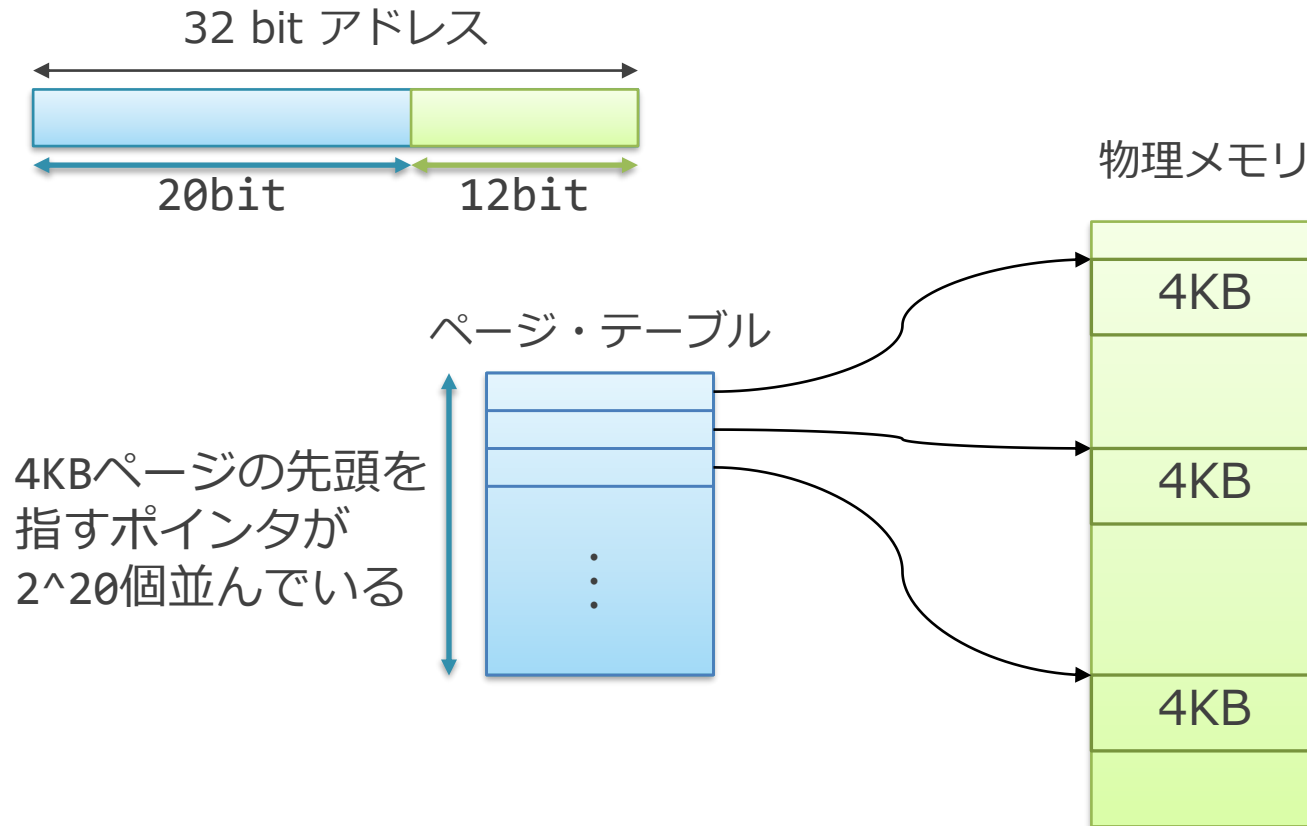 32 bit アドレス
20bit
12bit
物理メモリ
4KB
ページ・テーブル
4KBページの先頭を
指すポインタが
2^20個並んでいる
4KB
4KB